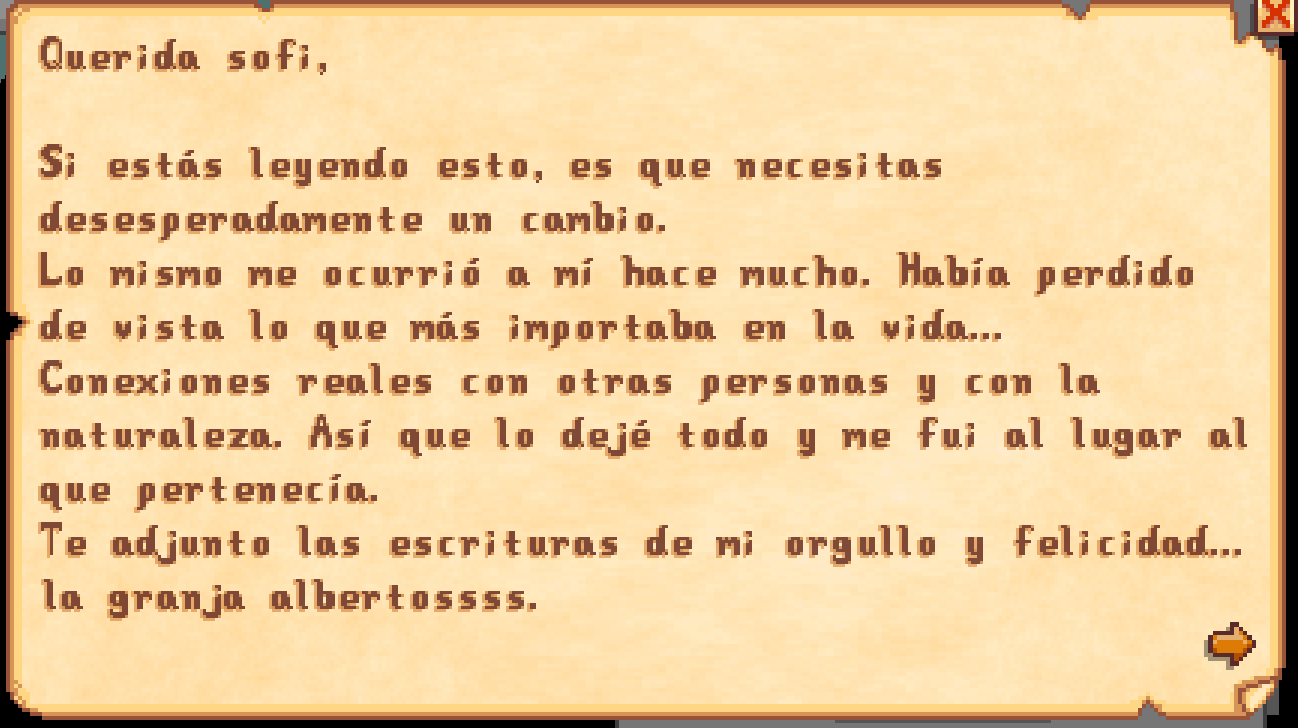 Querida sofi,
Si estás leyendo esto, es que necesitas
desesperadamente un cambio.
Lo mismo me ocurrió a mí hace mucho. Había perdido
de vista lo que más importaba en la vida...
Conexiones reales con otras personas y con la
naturaleza. Así que lo dejé todo y me fui al lugar al
que pertenecía.
Te adjunto las escrituras de mi orgullo y felicidad...
la granja albertossss.